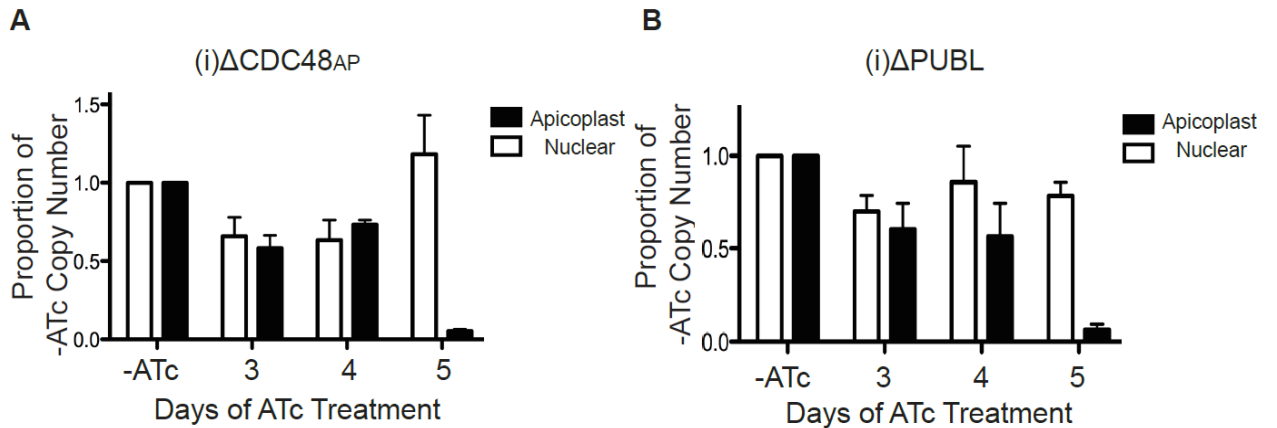 A
(i)ΔCDC48AP
Proportion of
-ATc Copy Number
1.5
1.0
0.5
0.0
-ATc 3 4 5
Days of ATc Treatment
Apicoplast
Nuclear
B
(i)ΔPUBL
Proportion of
-ATc Copy Number
1.0
0.5
0.0
-ATc 3 4 5
Days of ATc Treatment
Apicoplast
Nuclear